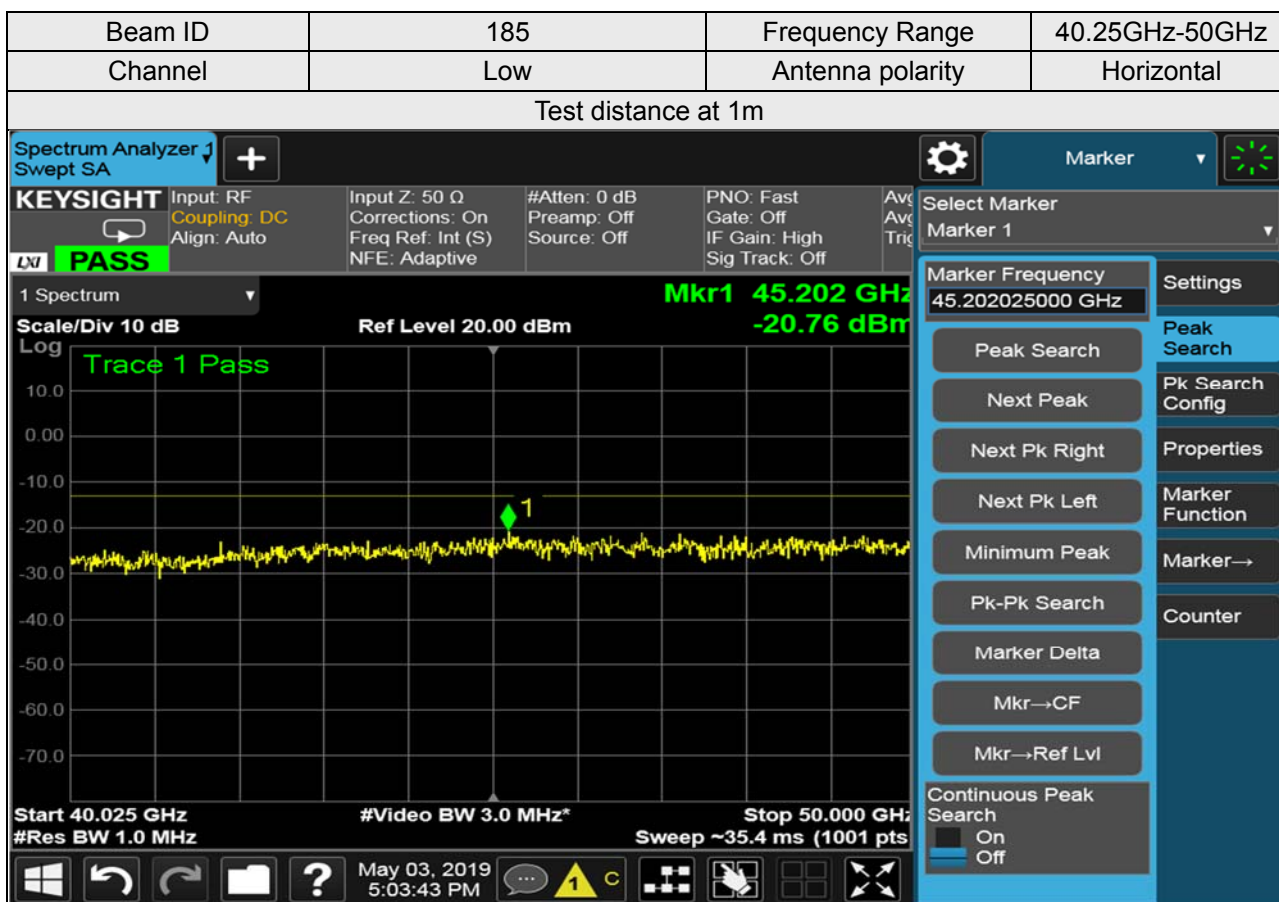 Beam ID 185 Frequency Range 40.25GHz-50GHz
Channel Low Antenna polarity Horizontal
Test distance at 1m
Spectrum Analyzer 1
Swept SA
+
Marker
KEYSIGHT
LXI PASS
Input: RF
Coupling: DC
Align: Auto
Input Z: 50 Ω
Corrections: On
Freq Ref: Int (S)
NFE: Adaptive
#Atten: 0 dB
Preamp: Off
Source: Off
PNO: Fast
Gate: Off
IF Gain: High
Sig Track: Off
Avg
Avg
Trig
Select Marker
Marker 1
1 Spectrum
Mkr1 45.202 GHz
-20.76 dBm
Scale/Div 10 dB
Ref Level 20.00 dBm
Log
Trace 1 Pass
10.0
0.00
-10.0
-20.0
-30.0
-40.0
-50.0
-60.0
-70.0
1
Start 40.025 GHz
#Video BW 3.0 MHz*
Stop 50.000 GHz
#Res BW 1.0 MHz
Sweep ~35.4 ms (1001 pts
Marker Frequency
45.202025000 GHz
Peak Search
Next Peak
Next Pk Right
Next Pk Left
Minimum Peak
Pk-Pk Search
Marker Delta
Mkr→CF
Mkr→Ref Lvl
Continuous Peak
Search
On
Off
Settings
Peak
Search
Pk Search
Config
Properties
Marker
Function
Marker→
Counter
?
May 03, 2019
5:03:43 PM
1
C